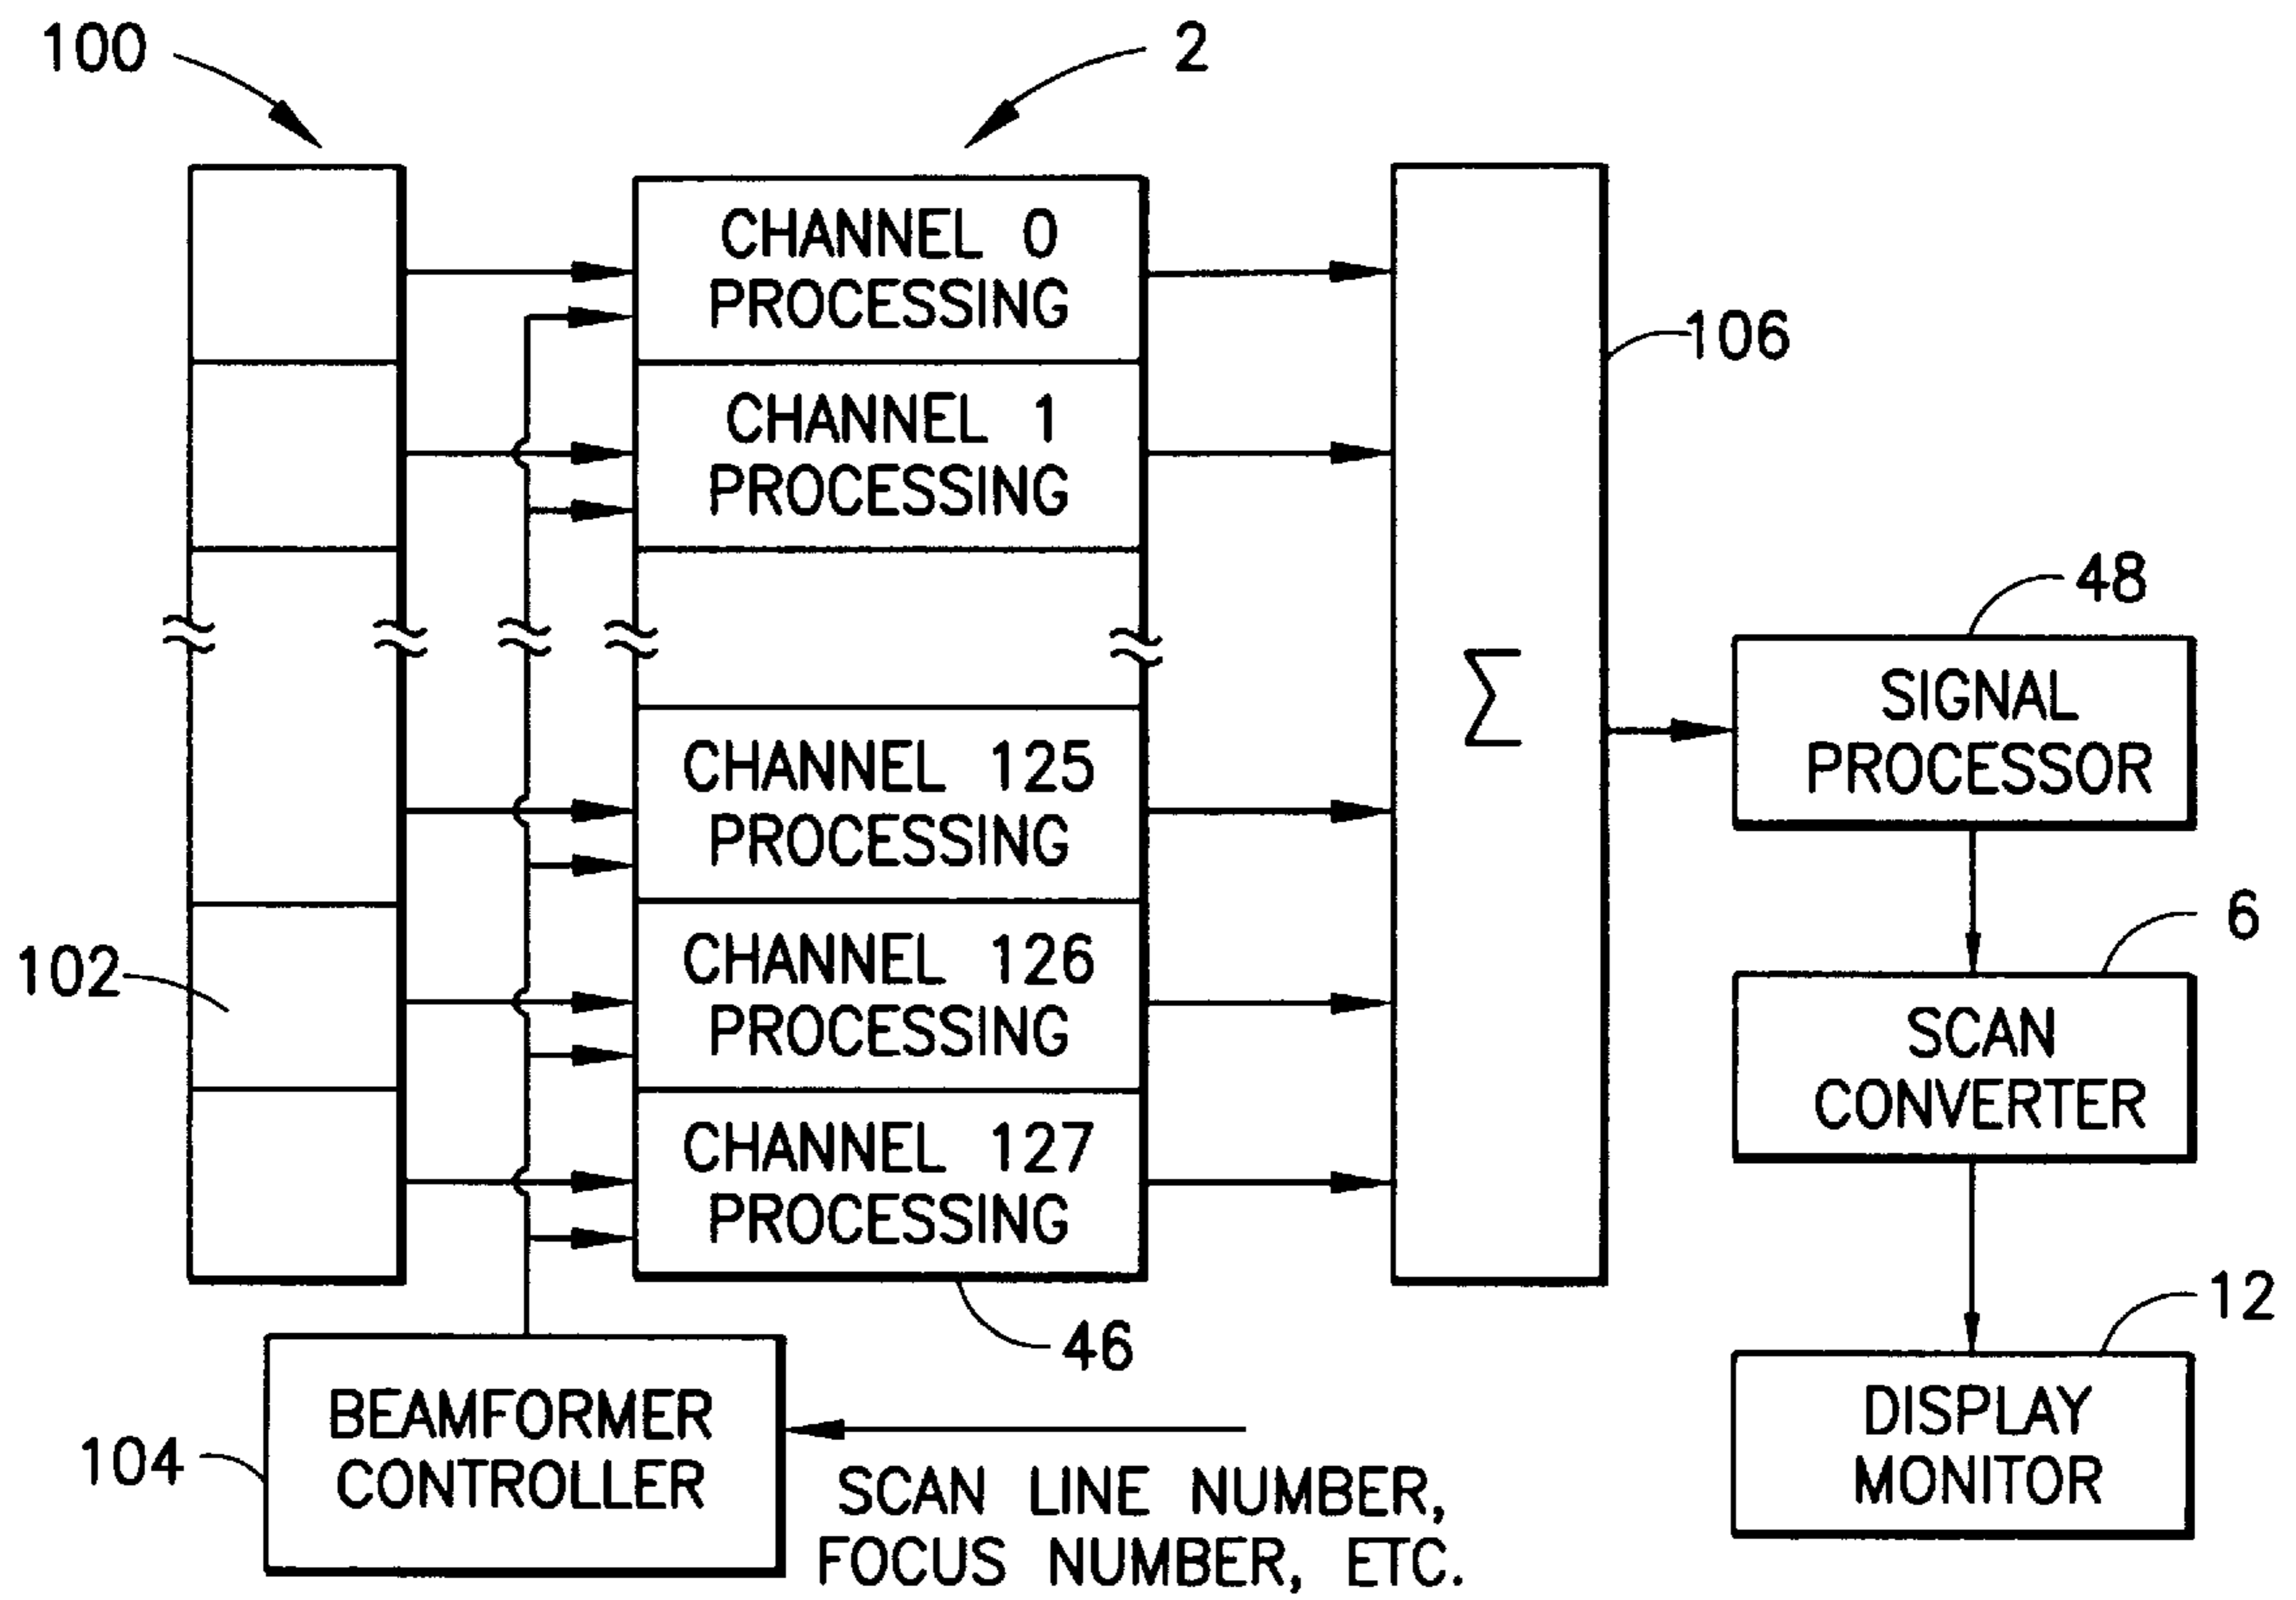 100
2
CHANNEL 0
PROCESSING
106
CHANNEL 1
PROCESSING
48
Σ
SIGNAL
PROCESSOR
CHANNEL 125
PROCESSING
6
102
CHANNEL 126
PROCESSING
SCAN
CONVERTER
CHANNEL 127
PROCESSING
12
46
104
BEAMFORMER
CONTROLLER
DISPLAY
MONITOR
SCAN LINE NUMBER,
FOCUS NUMBER, ETC.